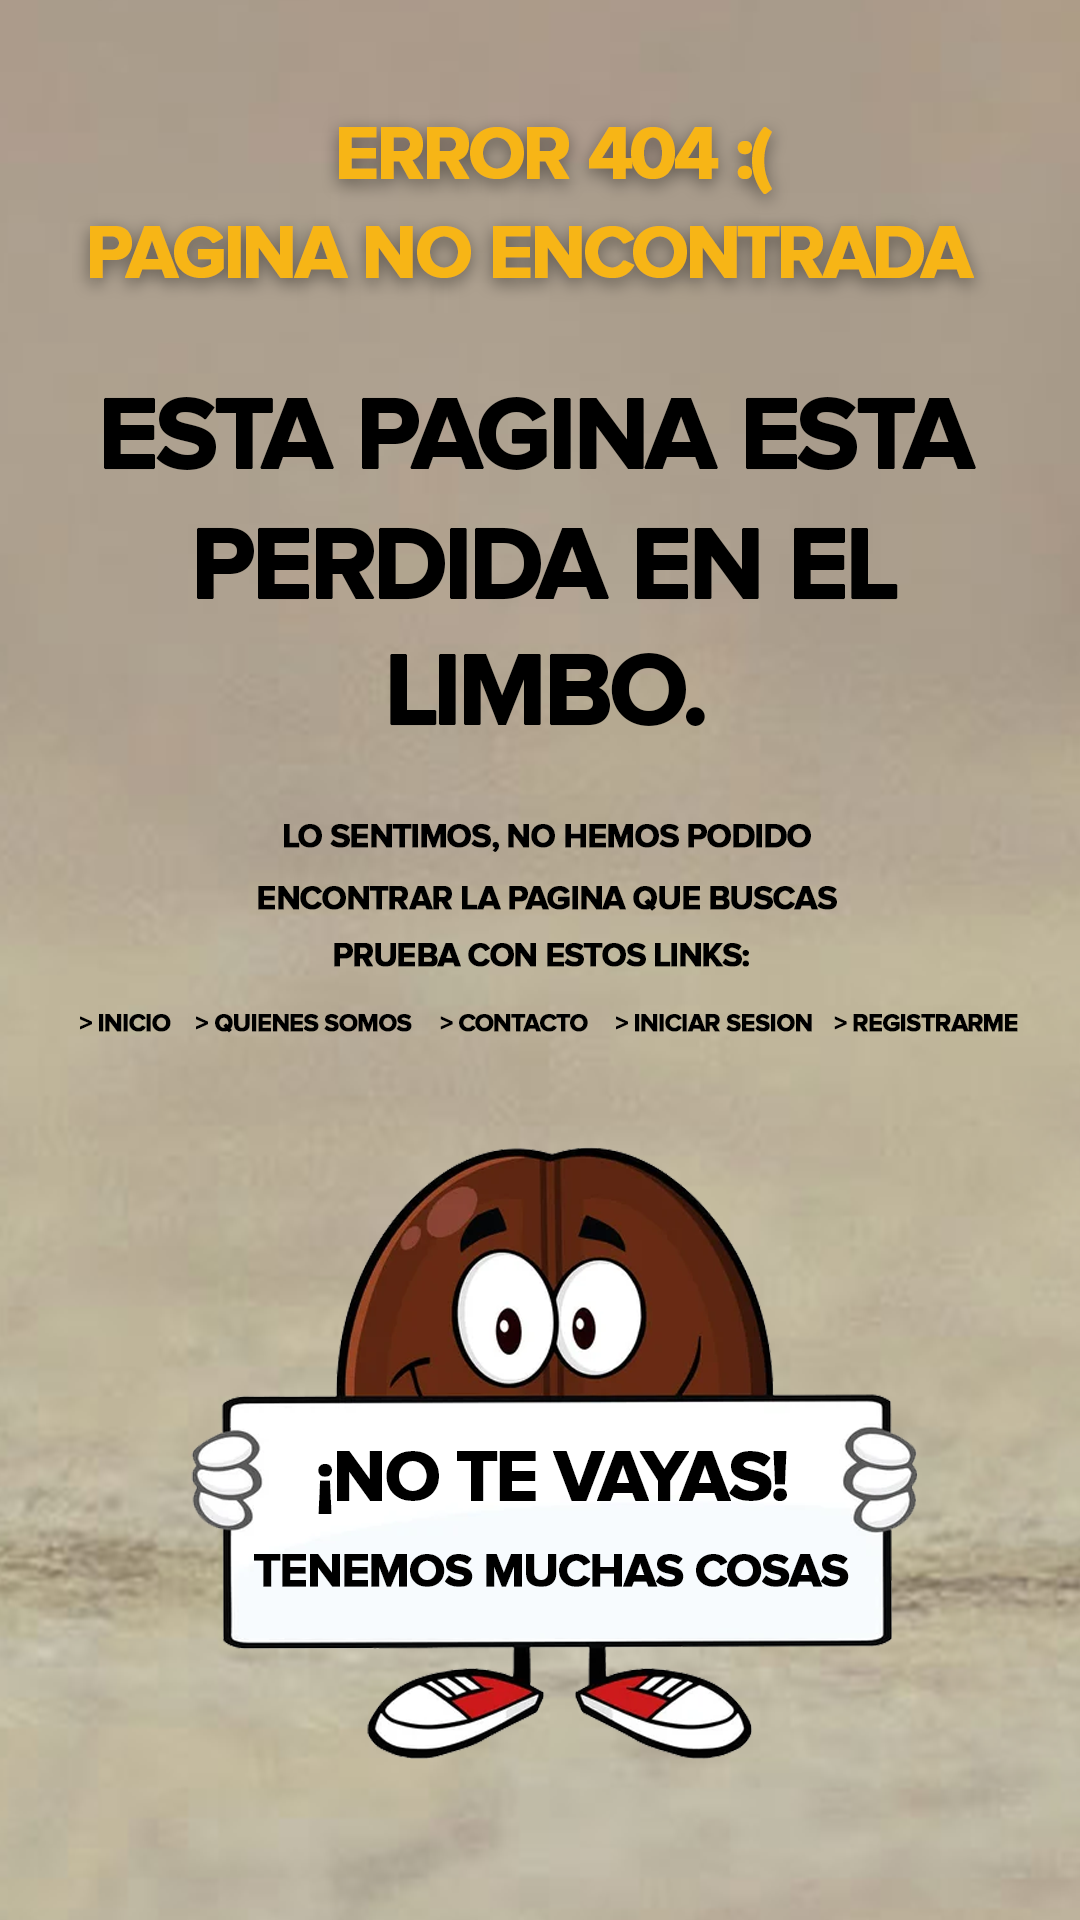 ERROR 404 :(
PAGINA NO ENCONTRADA
ESTA PAGINA ESTA
PERDIDA EN EL
LIMBO.
LO SENTIMOS, NO HEMOS PODIDO
ENCONTRAR LA PAGINA QUE BUSCAS
PRUEBA CON ESTOS LINKS:
> INICIO > QUIENES SOMOS > CONTACTO > INICIAR SESION > REGISTRARME
¡NO TE VAYAS!
TENEMOS MUCHAS COSAS